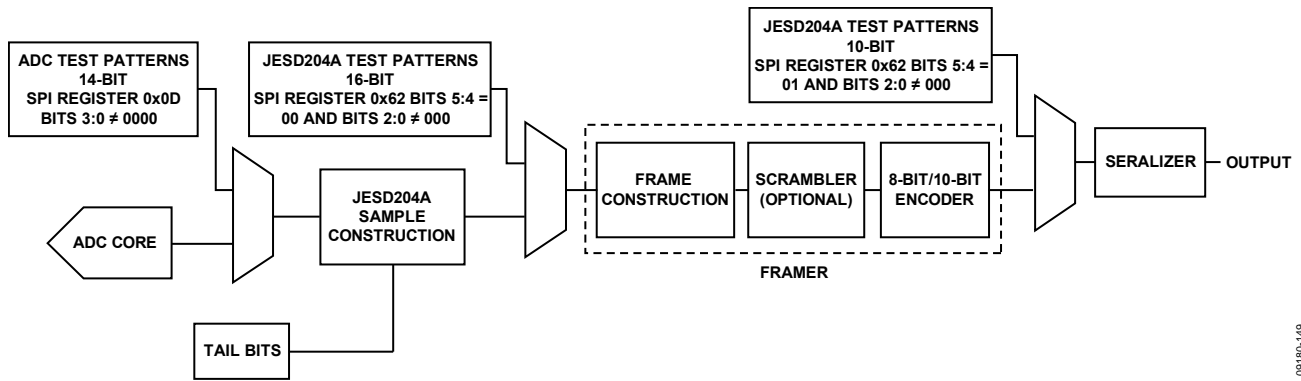 ADC TEST PATTERNS
14-BIT
SPI REGISTER 0x0D
BITS 3:0 ≠ 0000
JESD204A TEST PATTERNS
16-BIT
SPI REGISTER 0x62 BITS 5:4 =
00 AND BITS 2:0 ≠ 000
JESD204A TEST PATTERNS
10-BIT
SPI REGISTER 0x62 BITS 5:4 =
01 AND BITS 2:0 ≠ 000
ADC CORE
JESD204A
SAMPLE
CONSTRUCTION
TAIL BITS
FRAME
CONSTRUCTION
SCRAMBLER
(OPTIONAL)
8-BIT/10-BIT
ENCODER
FRAMER
SERALIZER
OUTPUT
09180-149